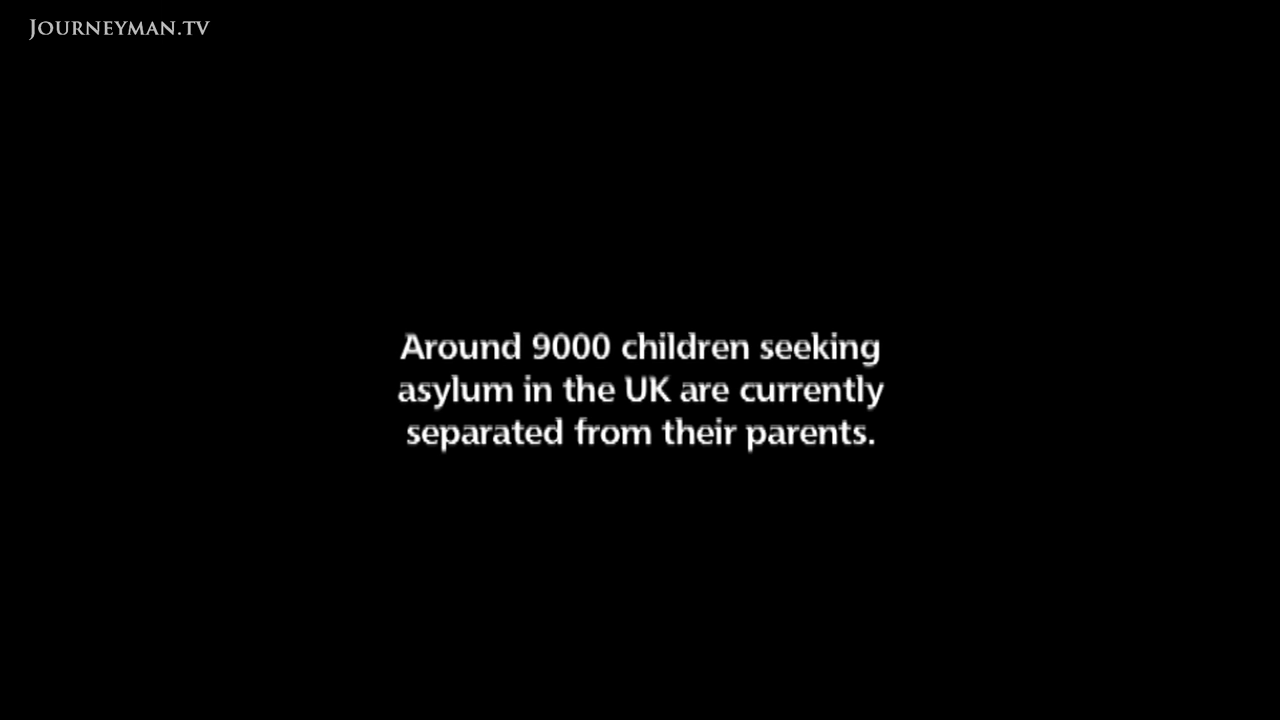 JOURNEYMAN.TV
Around 9000 children seeking
asylum in the UK are currently
separated from their parents.